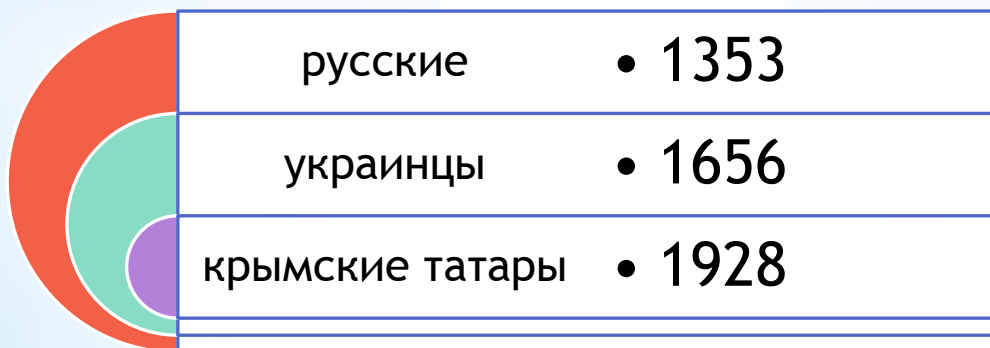 русские • 1353
украинцы • 1656
крымские татары • 1928